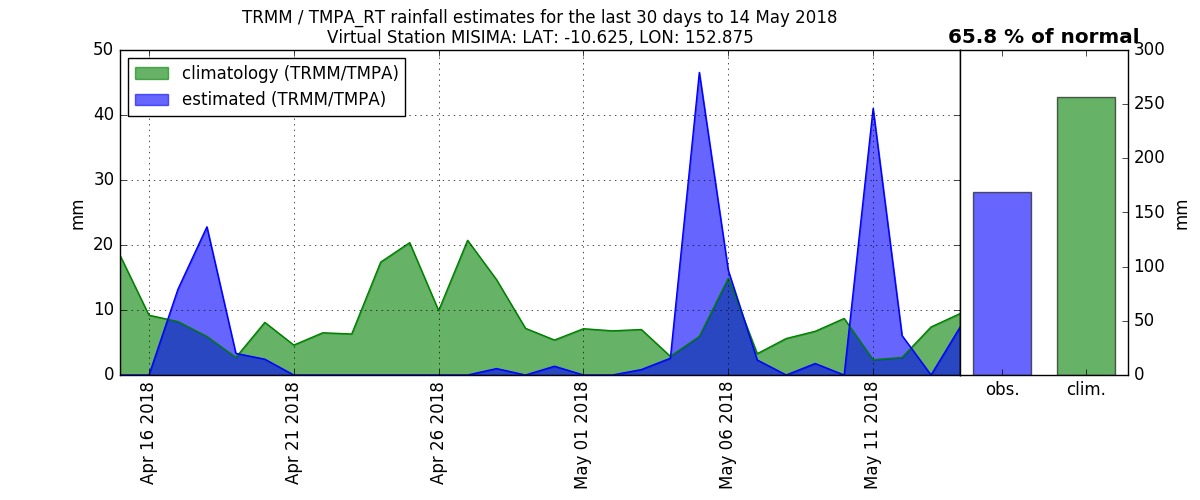 TRMM / TMPA_RT rainfall estimates for the last 30 days to 14 May 2018
Virtual Station MISIMA: LAT: -10.625, LON: 152.875
65.8 % of normal
climatology (TRMM/TMPA)
estimated (TRMM/TMPA)
50
40
30
20
10
0
mm
Apr 16 2018
Apr 21 2018
Apr 26 2018
May 01 2018
May 06 2018
May 11 2018
300
250
200
150
100
50
0
mm
obs.
clim.